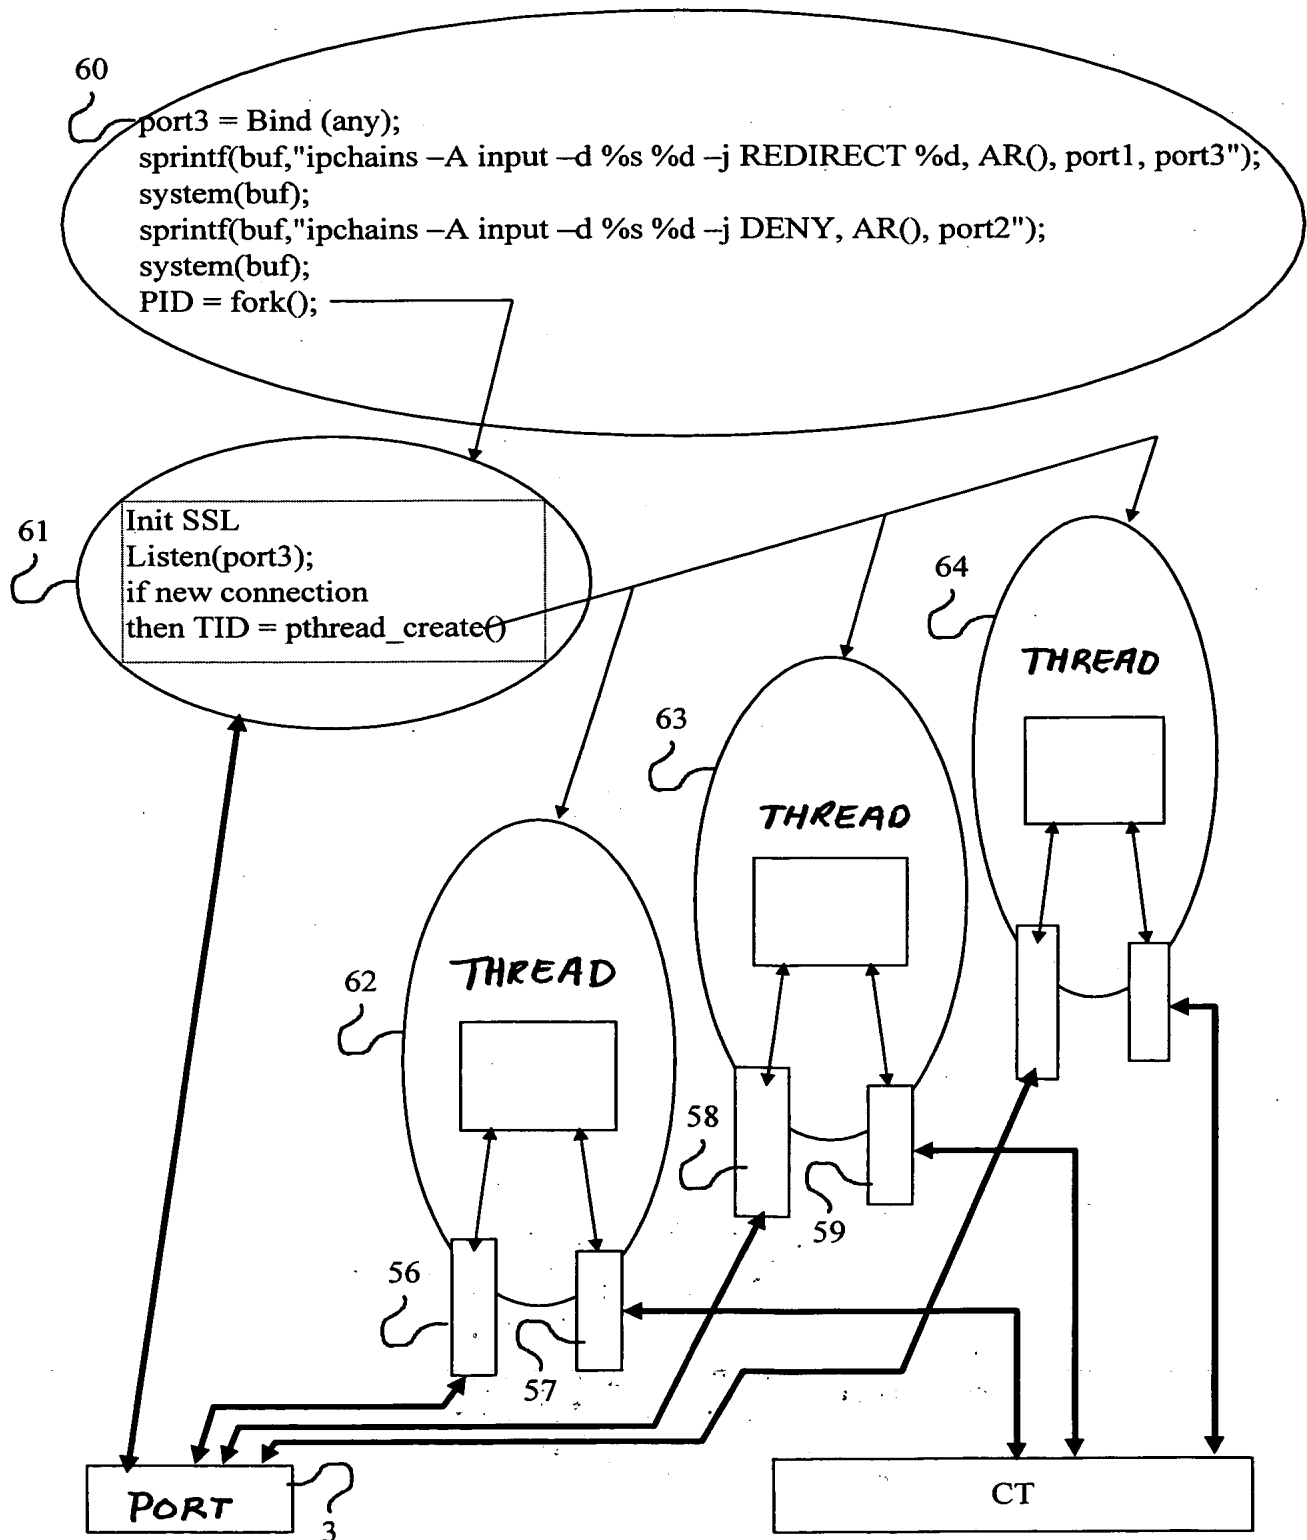 60
port3 = Bind (any);
sprintf(buf,"ipchains –A input –d %s %d –j REDIRECT %d, AR(), port1, port3");
system(buf);
sprintf(buf,"ipchains –A input –d %s %d –j DENY, AR(), port2");
system(buf);
PID = fork();
61
Init SSL
Listen(port3);
if new connection
then TID = pthread_create()
64
THREAD
63
THREAD
62
THREAD
58
59
56
57
PORT
3
CT